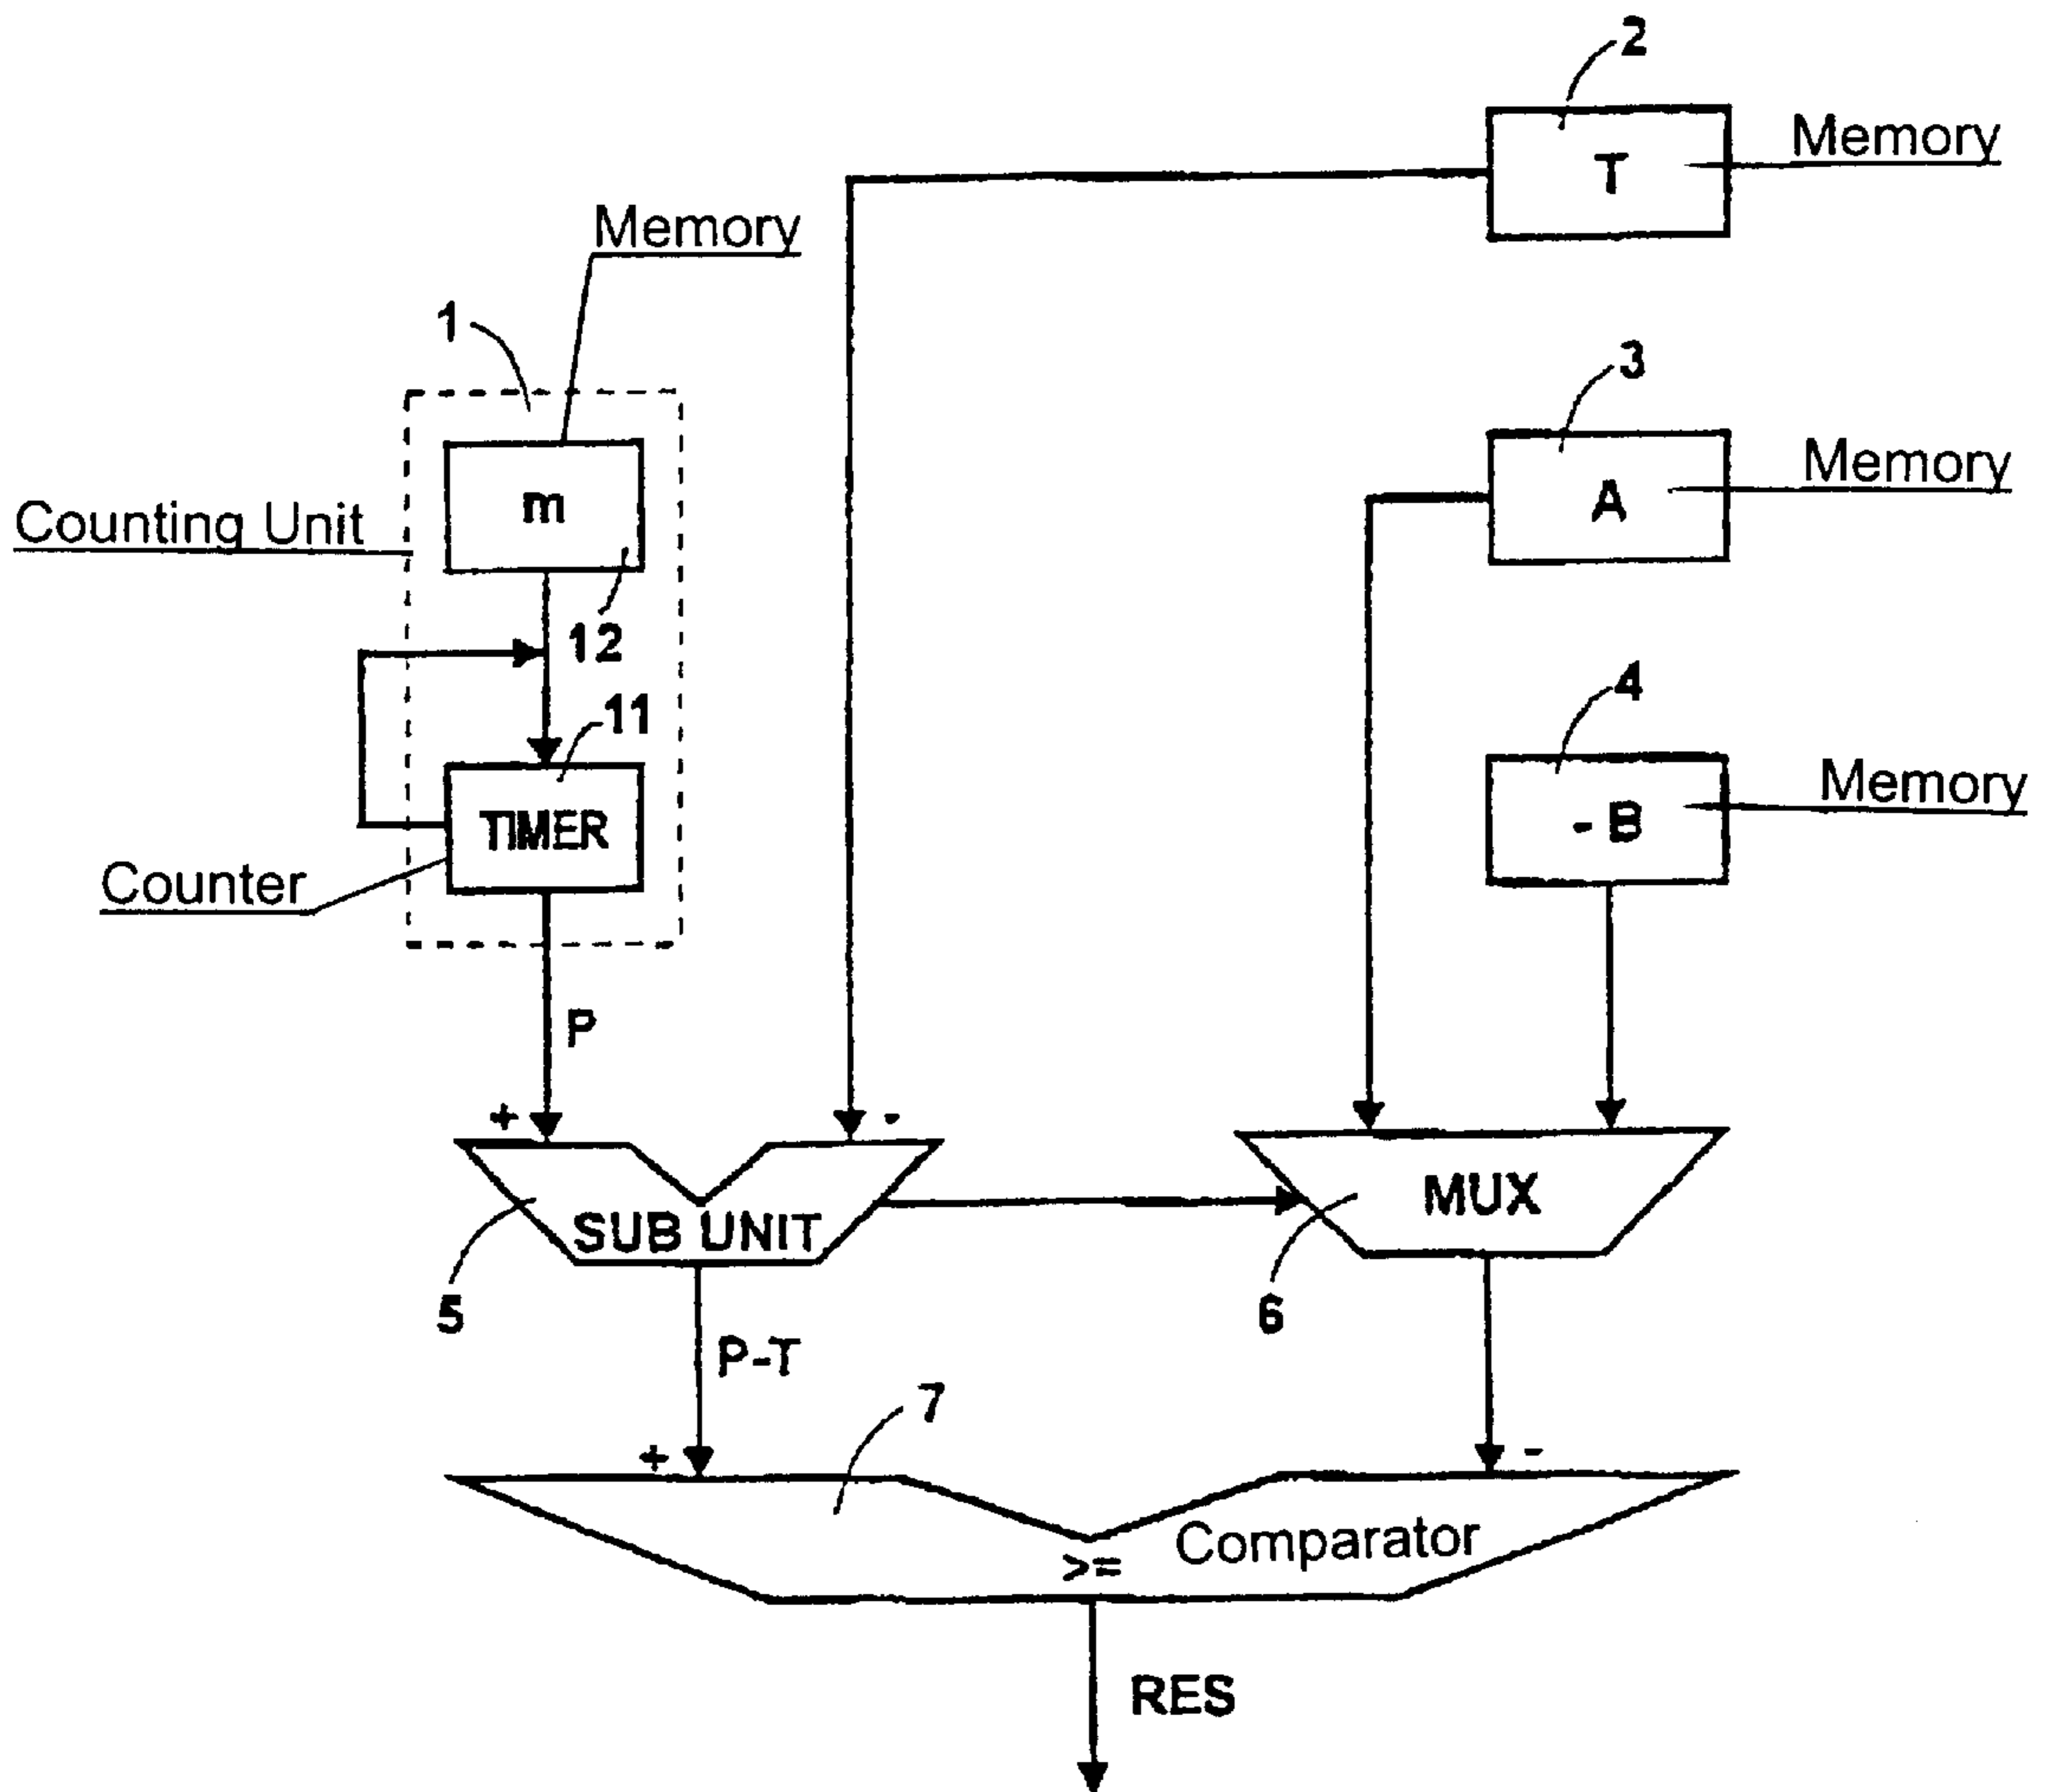 2
T
Memory
Memory
1
3
A
Memory
m
Counting Unit
12
4
11
- B
Memory
TIMER
Counter
P
+
-
MUX
SUB UNIT
5
6
P-T
7
+
-
Comparator
>=
RES